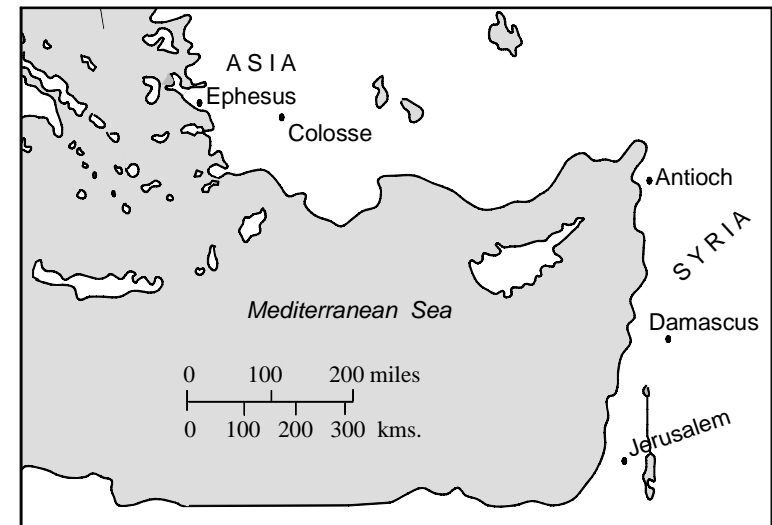 ASIA
Ephesus
Colosse
Antioch
SYRIA
Mediterranean Sea
Damascus
0 100 200 miles
0 100 200 300 kms.
Jerusalem